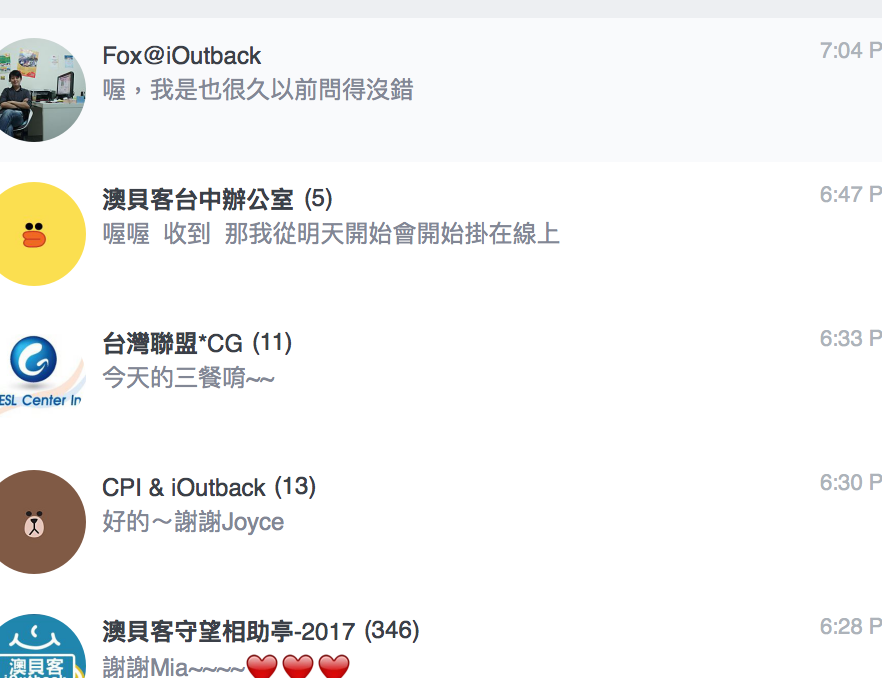 Fox@iOutback
7:04 P
喔，我是也很久以前問得沒錯
澳貝客台中辦公室 (5)
6:47 P
喔喔 收到 那我從明天開始會開始掛在線上
台灣聯盟*CG (11)
6:33 P
今天的三餐唷~~
ESL Center In
CPI & iOutback (13)
6:30 P
好的～謝謝Joyce
澳貝客守望相助亭-2017 (346)
6:28 P
謝謝Mia~~~~❤️❤️❤️
澳貝客